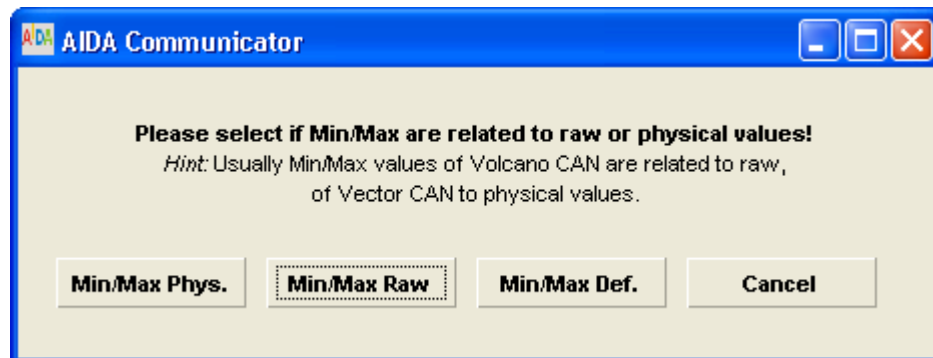 AIDA AIDA Communicator
Please select if Min/Max are related to raw or physical values!
Hint: Usually Min/Max values of Volcano CAN are related to raw,
of Vector CAN to physical values.
Min/Max Phys. Min/Max Raw Min/Max Def. Cancel